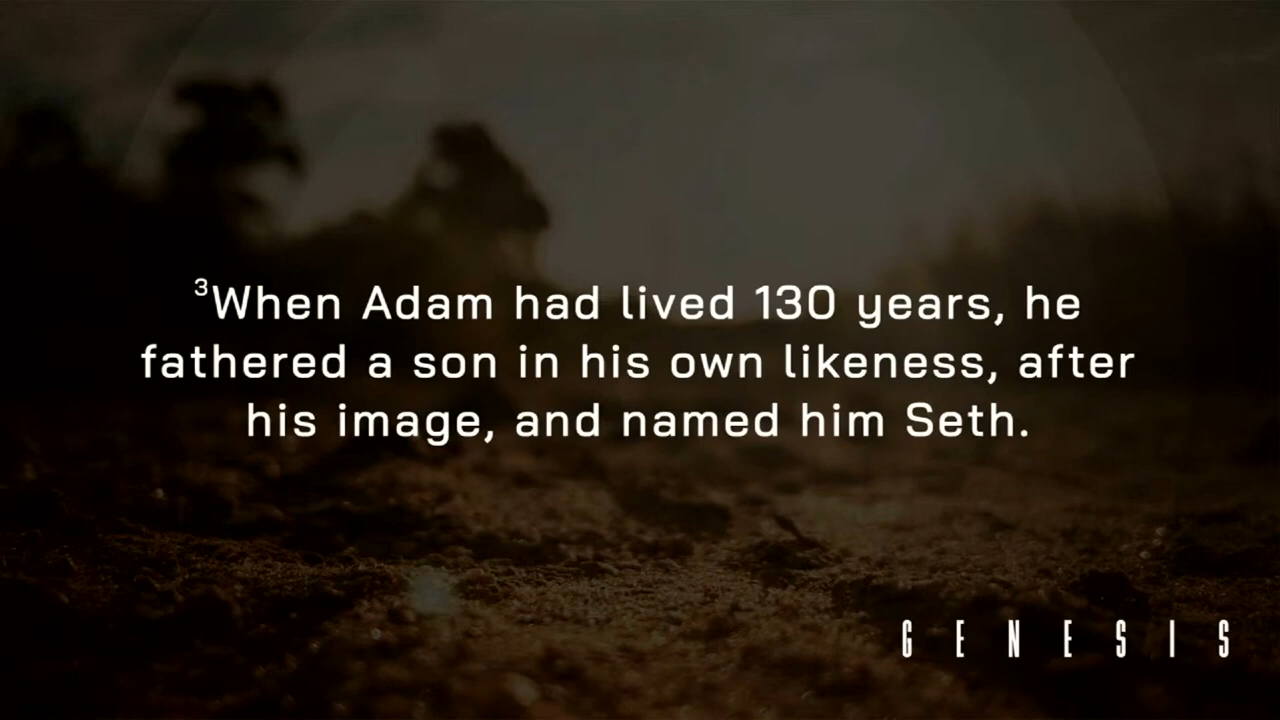 ³When Adam had lived 130 years, he
fathered a son in his own likeness, after
his image, and named him Seth.
GENESIS